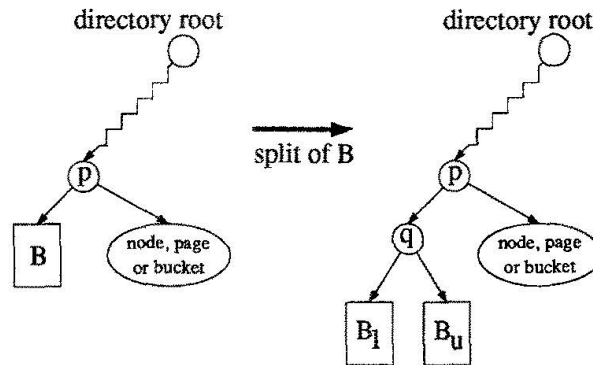 directory root
directory root
split of B
p
p
B
node, page
or bucket
q
node, page
or bucket
B_l
B_u